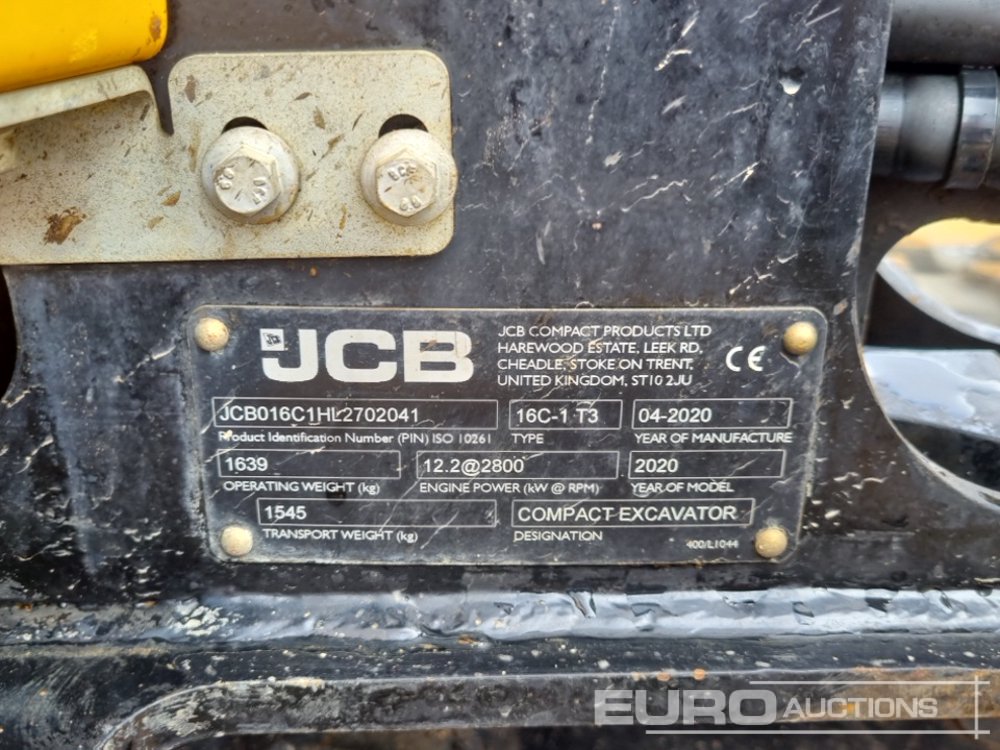 JCB
JCB COMPACT PRODUCTS LTD
HAREWOOD ESTATE, LEEK RD,
CHEADLE, STOKE ON TRENT,
UNITED KINGDOM, ST10 2JU
CE
JCB016C1HL2702041 16C-1 T3 04-2020
Product Identification Number (PIN) ISO 10261 TYPE YEAR OF MANUFACTURE
1639 12.2@2800 2020
OPERATING WEIGHT (kg) ENGINE POWER (kW @ RPM) YEAR OF MODEL
1545 COMPACT EXCAVATOR
TRANSPORT WEIGHT (kg) DESIGNATION
400/L1044
EURO AUCTIONS